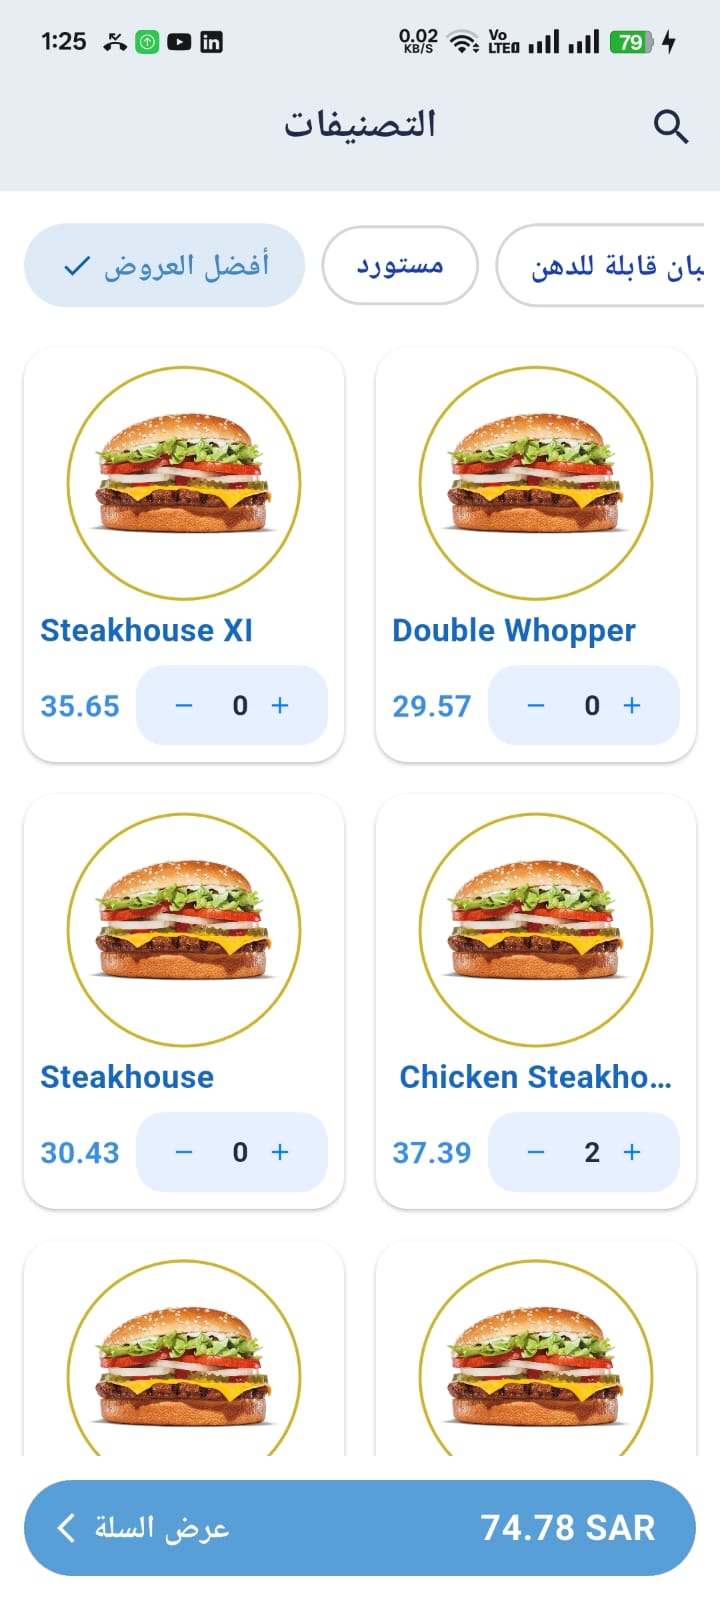 1:25 0.02 KB/S Vo LTE 79
التصنيفات
أفضل العروض مستورد بان قابلة للدهن
Steakhouse XI
Double Whopper
35.65 − 0 +
29.57 − 0 +
Steakhouse
Chicken Steakho...
30.43 − 0 +
37.39 − 2 +
عرض السلة 74.78 SAR